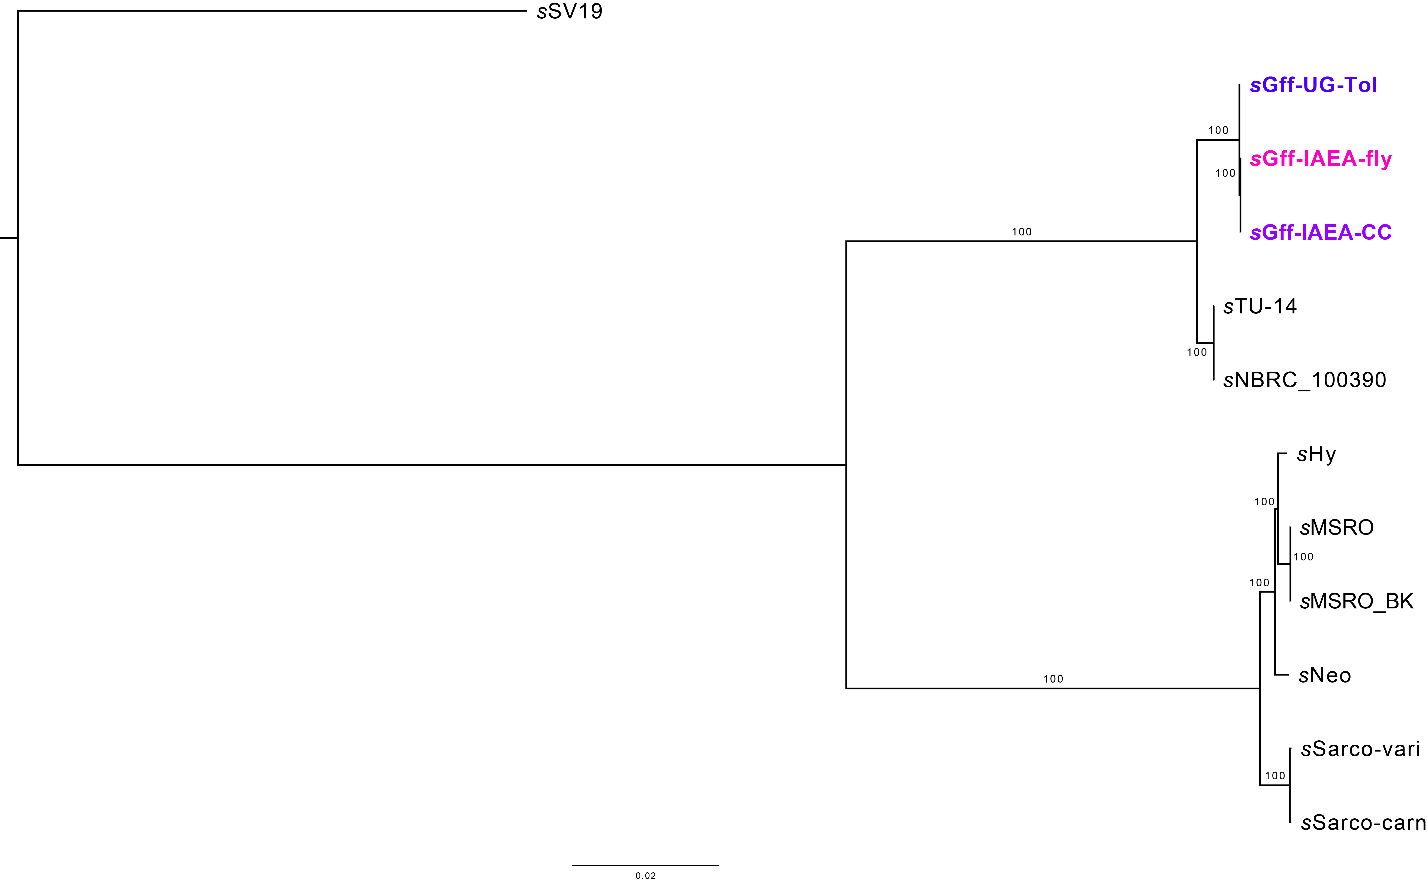 sSV19
sGff-UG-Tol
100
sGff-IAEA-fly
100
sGff-IAEA-CC
100
sTU-14
100
sNBRC_100390
sHy
100
sMSRO
100
100
sMSRO_BK
sNeo
100
sSarco-vari
100
sSarco-carn
0.02